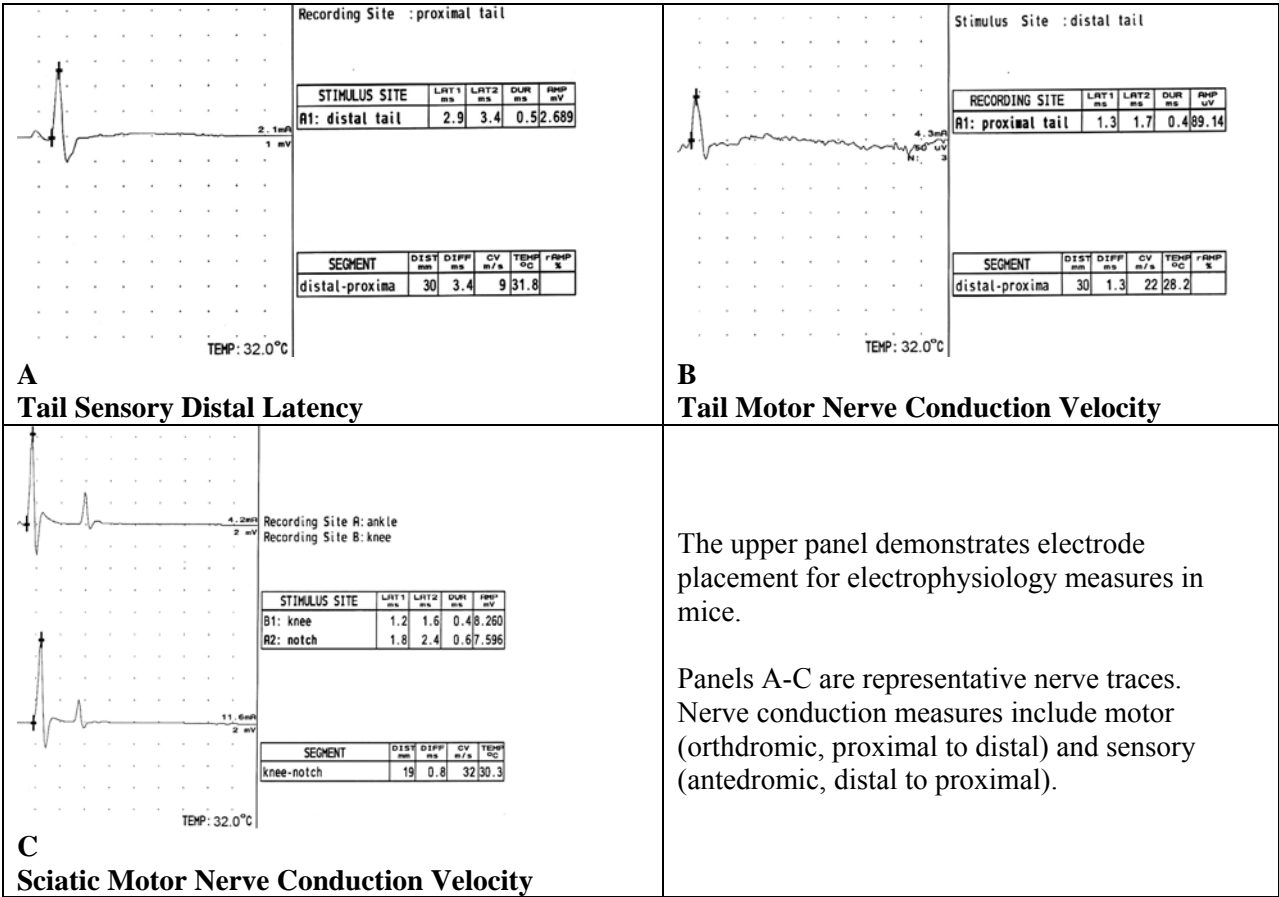 Recording Site :proximal tail
STIMULUS SITE LAT1 ms LAT2 ms DUR ms AMP mV
A1: distal tail 2.9 3.4 0.5 2.689
2.1mA
1 mV
SEGMENT DIST mm DIFF ms CV m/s TEMP °C rAMP %
distal-proxima 30 3.4 9 31.8
TEMP: 32.0°C
A
Tail Sensory Distal Latency
Stimulus Site :distal tail
RECORDING SITE LAT1 ms LAT2 ms DUR ms AMP uV
A1: proximal tail 1.3 1.7 0.4 89.14
4.3mA
50 uV
N: 3
SEGMENT DIST mm DIFF ms CV m/s TEMP °C rAMP %
distal-proxima 30 1.3 22 28.2
TEMP: 32.0°C
B
Tail Motor Nerve Conduction Velocity
4.2mA
2 mV
Recording Site A: ankle
Recording Site B: knee
STIMULUS SITE LAT1 ms LAT2 ms DUR ms AMP mV
B1: knee 1.2 1.6 0.4 8.260
A2: notch 1.8 2.4 0.6 7.596
11.6mA
2 mV
SEGMENT DIST mm DIFF ms CV m/s TEMP °C
knee-notch 19 0.8 32 30.3
TEMP: 32.0°C
C
Sciatic Motor Nerve Conduction Velocity
The upper panel demonstrates electrode
placement for electrophysiology measures in
mice.
Panels A-C are representative nerve traces.
Nerve conduction measures include motor
(orthdromic, proximal to distal) and sensory
(antedromic, distal to proximal).